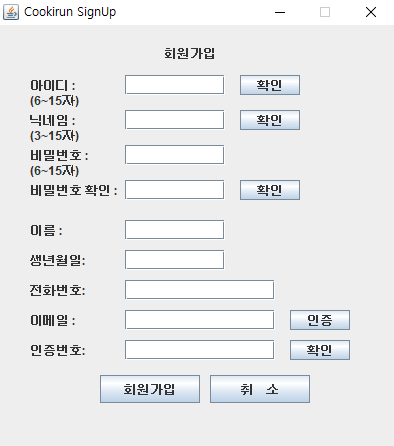 Cookirun SignUp
회원가입
아이디 : 확인
(6~15자)
닉네임 : 확인
(3~15자)
비밀번호 :
(6~15자)
비밀번호 확인 : 확인
이름 :
생년월일:
전화번호:
이메일 : 인증
인증번호: 확인
회원가입 취 소